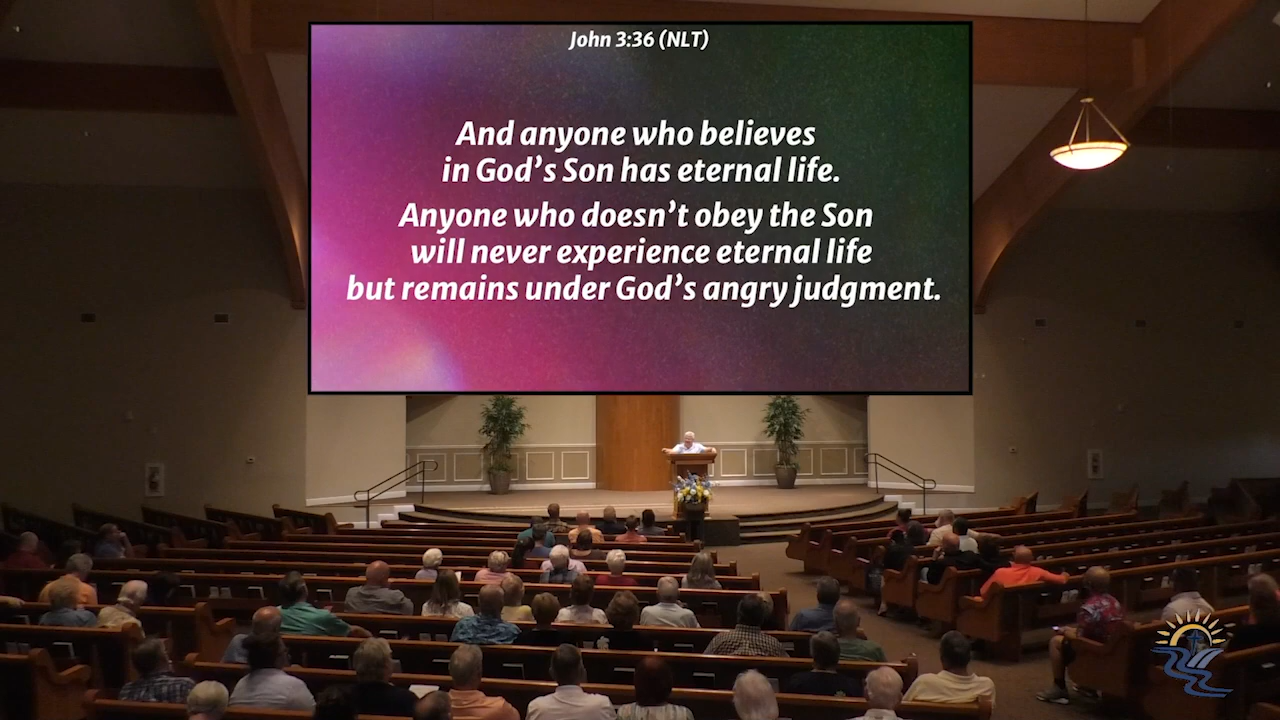 John 3:36 (NLT)
And anyone who believes
in God’s Son has eternal life.
Anyone who doesn’t obey the Son
will never experience eternal life
but remains under God’s angry judgment.